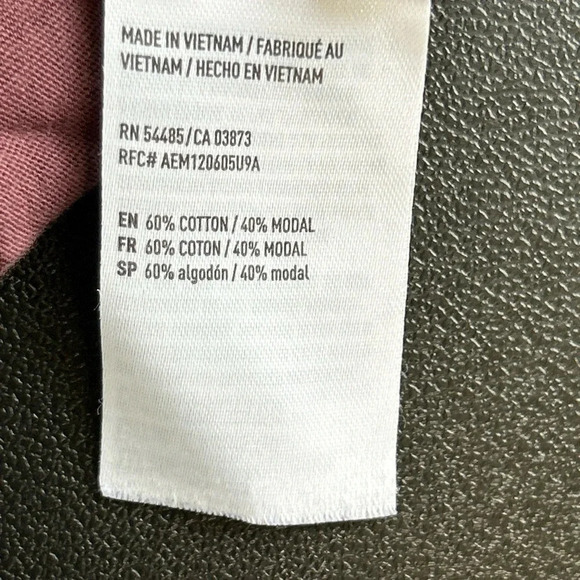 MADE IN VIETNAM / FABRIQUÉ AU
VIETNAM / HECHO EN VIETNAM
RN 54485/CA 03873
RFC# AEM120605U9A
EN 60% COTTON / 40% MODAL
FR 60% COTON / 40% MODAL
SP 60% algodón / 40% modal